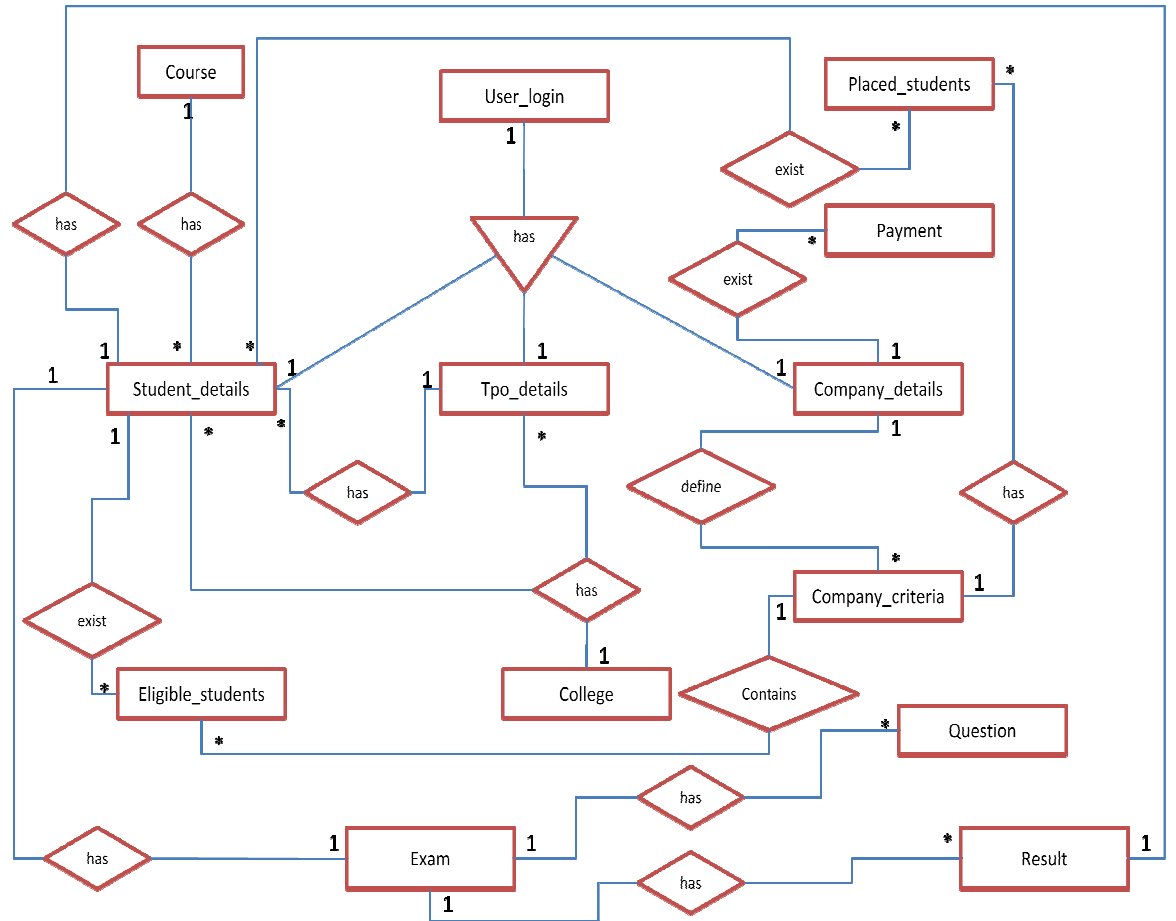 Course
Placed_students
*
User_login
1
1
*
exist
has
has
has
*
Payment
exist
1
*
*
1
1
1
1
1
1
Student_details
Tpo_details
Company_details
1
*
*
*
1
has
define
has
*
exist
has
1
Company_criteria
1
1
*
Eligible_students
College
Contains
*
*
Question
has
1
1
*
1
has
Exam
Result
has
1